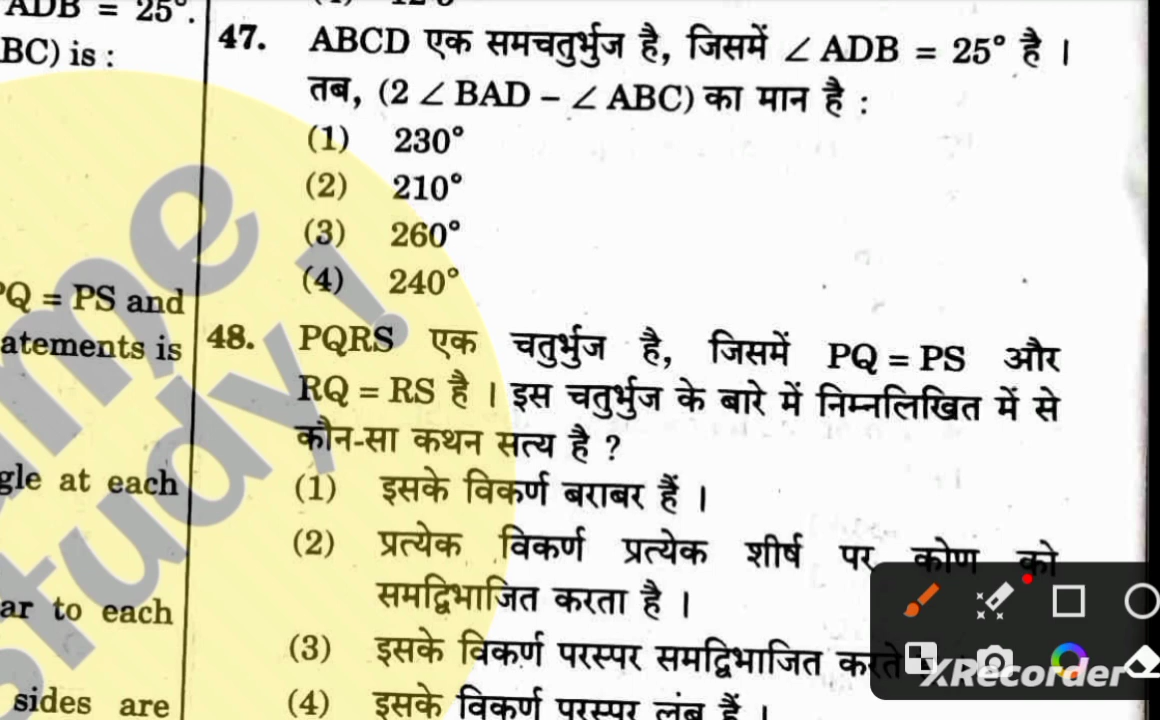 ADB = 25°.
BC) is :
PQ = PS and
atements is
gle at each
ar to each
sides are
47. ABCD एक समचतुर्भुज है, जिसमें ∠ ADB = 25° है ।
तब, (2 ∠ BAD – ∠ ABC) का मान है :
(1) 230°
(2) 210°
(3) 260°
(4) 240°
48. PQRS एक चतुर्भुज है, जिसमें PQ = PS और
RQ = RS है । इस चतुर्भुज के बारे में निम्नलिखित में से
कौन-सा कथन सत्य है ?
(1) इसके विकर्ण बराबर हैं ।
(2) प्रत्येक विकर्ण प्रत्येक शीर्ष पर कोण को
समद्विभाजित करता है ।
(3) इसके विकर्ण परस्पर समद्विभाजित करते
(4) इसके विकर्ण परस्पर लंब हैं ।
tudy !
XRecorder